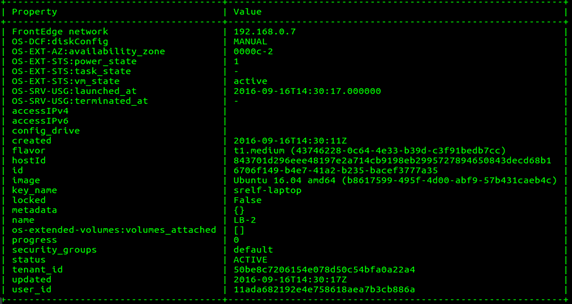 | Property | Value |
| FrontEdge network | 192.168.0.7
| OS-DCF:diskConfig | MANUAL
| OS-EXT-AZ:availability_zone | 0000c-2
| OS-EXT-STS:power_state | 1
| OS-EXT-STS:task_state | -
| OS-EXT-STS:vm_state | active
| OS-SRV-USG:launched_at | 2016-09-16T14:30:17.000000
| OS-SRV-USG:terminated_at | -
| accessIPv4 |
| accessIPv6 |
| config_drive |
| created | 2016-09-16T14:30:11Z
| flavor | t1.medium (43746228-0c64-4e33-b39d-c3f91bedb7cc)
| hostId | 843701d296eee48197e2a714cb9198eb2995727894650843decd68b1
| id | 6706f149-b4e7-41a2-b235-bacef3777a35
| image | Ubuntu 16.04 amd64 (b8617599-495f-4d00-abf9-57b431caeb4c)
| key_name | srelf-laptop
| locked | False
| metadata | {}
| name | LB-2
| os-extended-volumes:volumes_attached | []
| progress | 0
| security_groups | default
| status | ACTIVE
| tenant_id | 50be8c7206154e078d50c54bfa0a22a4
| updated | 2016-09-16T14:30:17Z
| user_id | 11ada682192e4e758618aea7b3cb886a